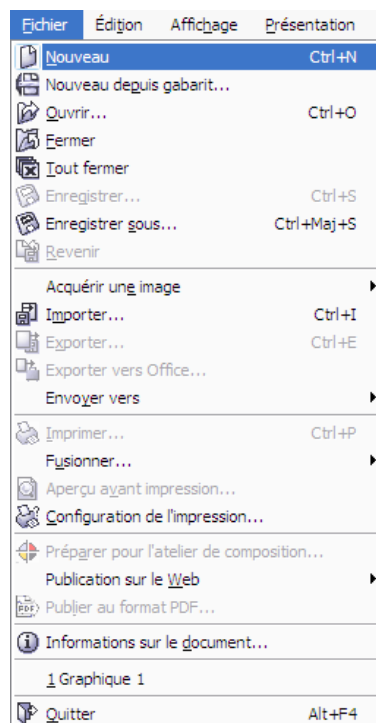 Fichier Édition Affichage Présentation
Nouveau Ctrl+N
Nouveau depuis gabarit...
Ouvrir... Ctrl+O
Fermer
Tout fermer
Enregistrer... Ctrl+S
Enregistrer sous... Ctrl+Maj+S
Revenir
Acquérir une image
Importer... Ctrl+I
Exporter... Ctrl+E
Exporter vers Office...
Envoyer vers
Imprimer... Ctrl+P
Fusionner...
Aperçu avant impression...
Configuration de l'impression...
Préparer pour l'atelier de composition...
Publication sur le Web
Publier au format PDF...
Informations sur le document...
1 Graphique 1
Quitter Alt+F4